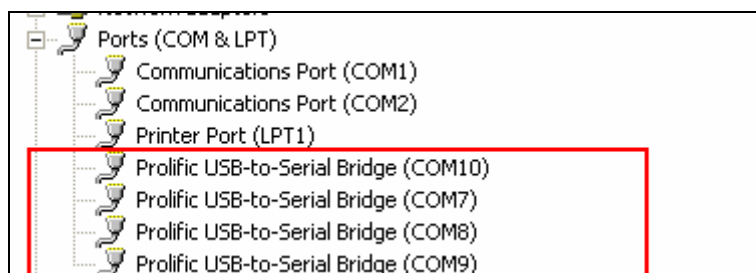 Ports (COM & LPT)
Communications Port (COM1)
Communications Port (COM2)
Printer Port (LPT1)
Prolific USB-to-Serial Bridge (COM10)
Prolific USB-to-Serial Bridge (COM7)
Prolific USB-to-Serial Bridge (COM8)
Prolific USB-to-Serial Bridge (COM9)